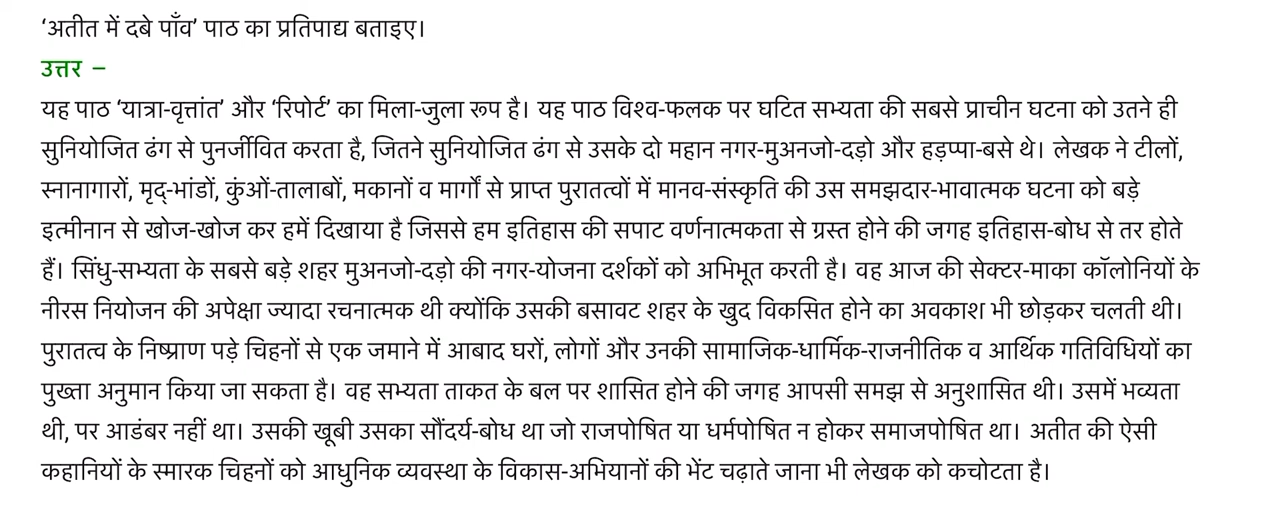 ‘अतीत में दबे पाँव’ पाठ का प्रतिपाद्य बताइए।
उत्तर –
यह पाठ ‘यात्रा-वृत्तांत’ और ‘रिपोर्ट’ का मिला-जुला रूप है। यह पाठ विश्व-फलक पर घटित सभ्यता की सबसे प्राचीन घटना को उतने ही
सुनियोजित ढंग से पुनर्जीवित करता है, जितने सुनियोजित ढंग से उसके दो महान नगर-मुअनजो-दड़ो और हड़प्पा-बसे थे। लेखक ने टीलों,
स्नानागारों, मृद्-भांडों, कुंओं-तालाबों, मकानों व मार्गों से प्राप्त पुरातत्वों में मानव-संस्कृति की उस समझदार-भावात्मक घटना को बड़े
इत्मीनान से खोज-खोज कर हमें दिखाया है जिससे हम इतिहास की सपाट वर्णनात्मकता से ग्रस्त होने की जगह इतिहास-बोध से तर होते
हैं। सिंधु-सभ्यता के सबसे बड़े शहर मुअनजो-दड़ो की नगर-योजना दर्शकों को अभिभूत करती है। वह आज की सेक्टर-माका कॉलोनियों के
नीरस नियोजन की अपेक्षा ज्यादा रचनात्मक थी क्योंकि उसकी बसावट शहर के खुद विकसित होने का अवकाश भी छोड़कर चलती थी।
पुरातत्व के निष्प्राण पड़े चिहनों से एक जमाने में आबाद घरों, लोगों और उनकी सामाजिक-धार्मिक-राजनीतिक व आर्थिक गतिविधियों का
पुख्ता अनुमान किया जा सकता है। वह सभ्यता ताकत के बल पर शासित होने की जगह आपसी समझ से अनुशासित थी। उसमें भव्यता
थी, पर आडंबर नहीं था। उसकी खूबी उसका सौंदर्य-बोध था जो राजपोषित या धर्मपोषित न होकर समाजपोषित था। अतीत की ऐसी
कहानियों के स्मारक चिहनों को आधुनिक व्यवस्था के विकास-अभियानों की भेंट चढ़ाते जाना भी लेखक को कचोटता है।